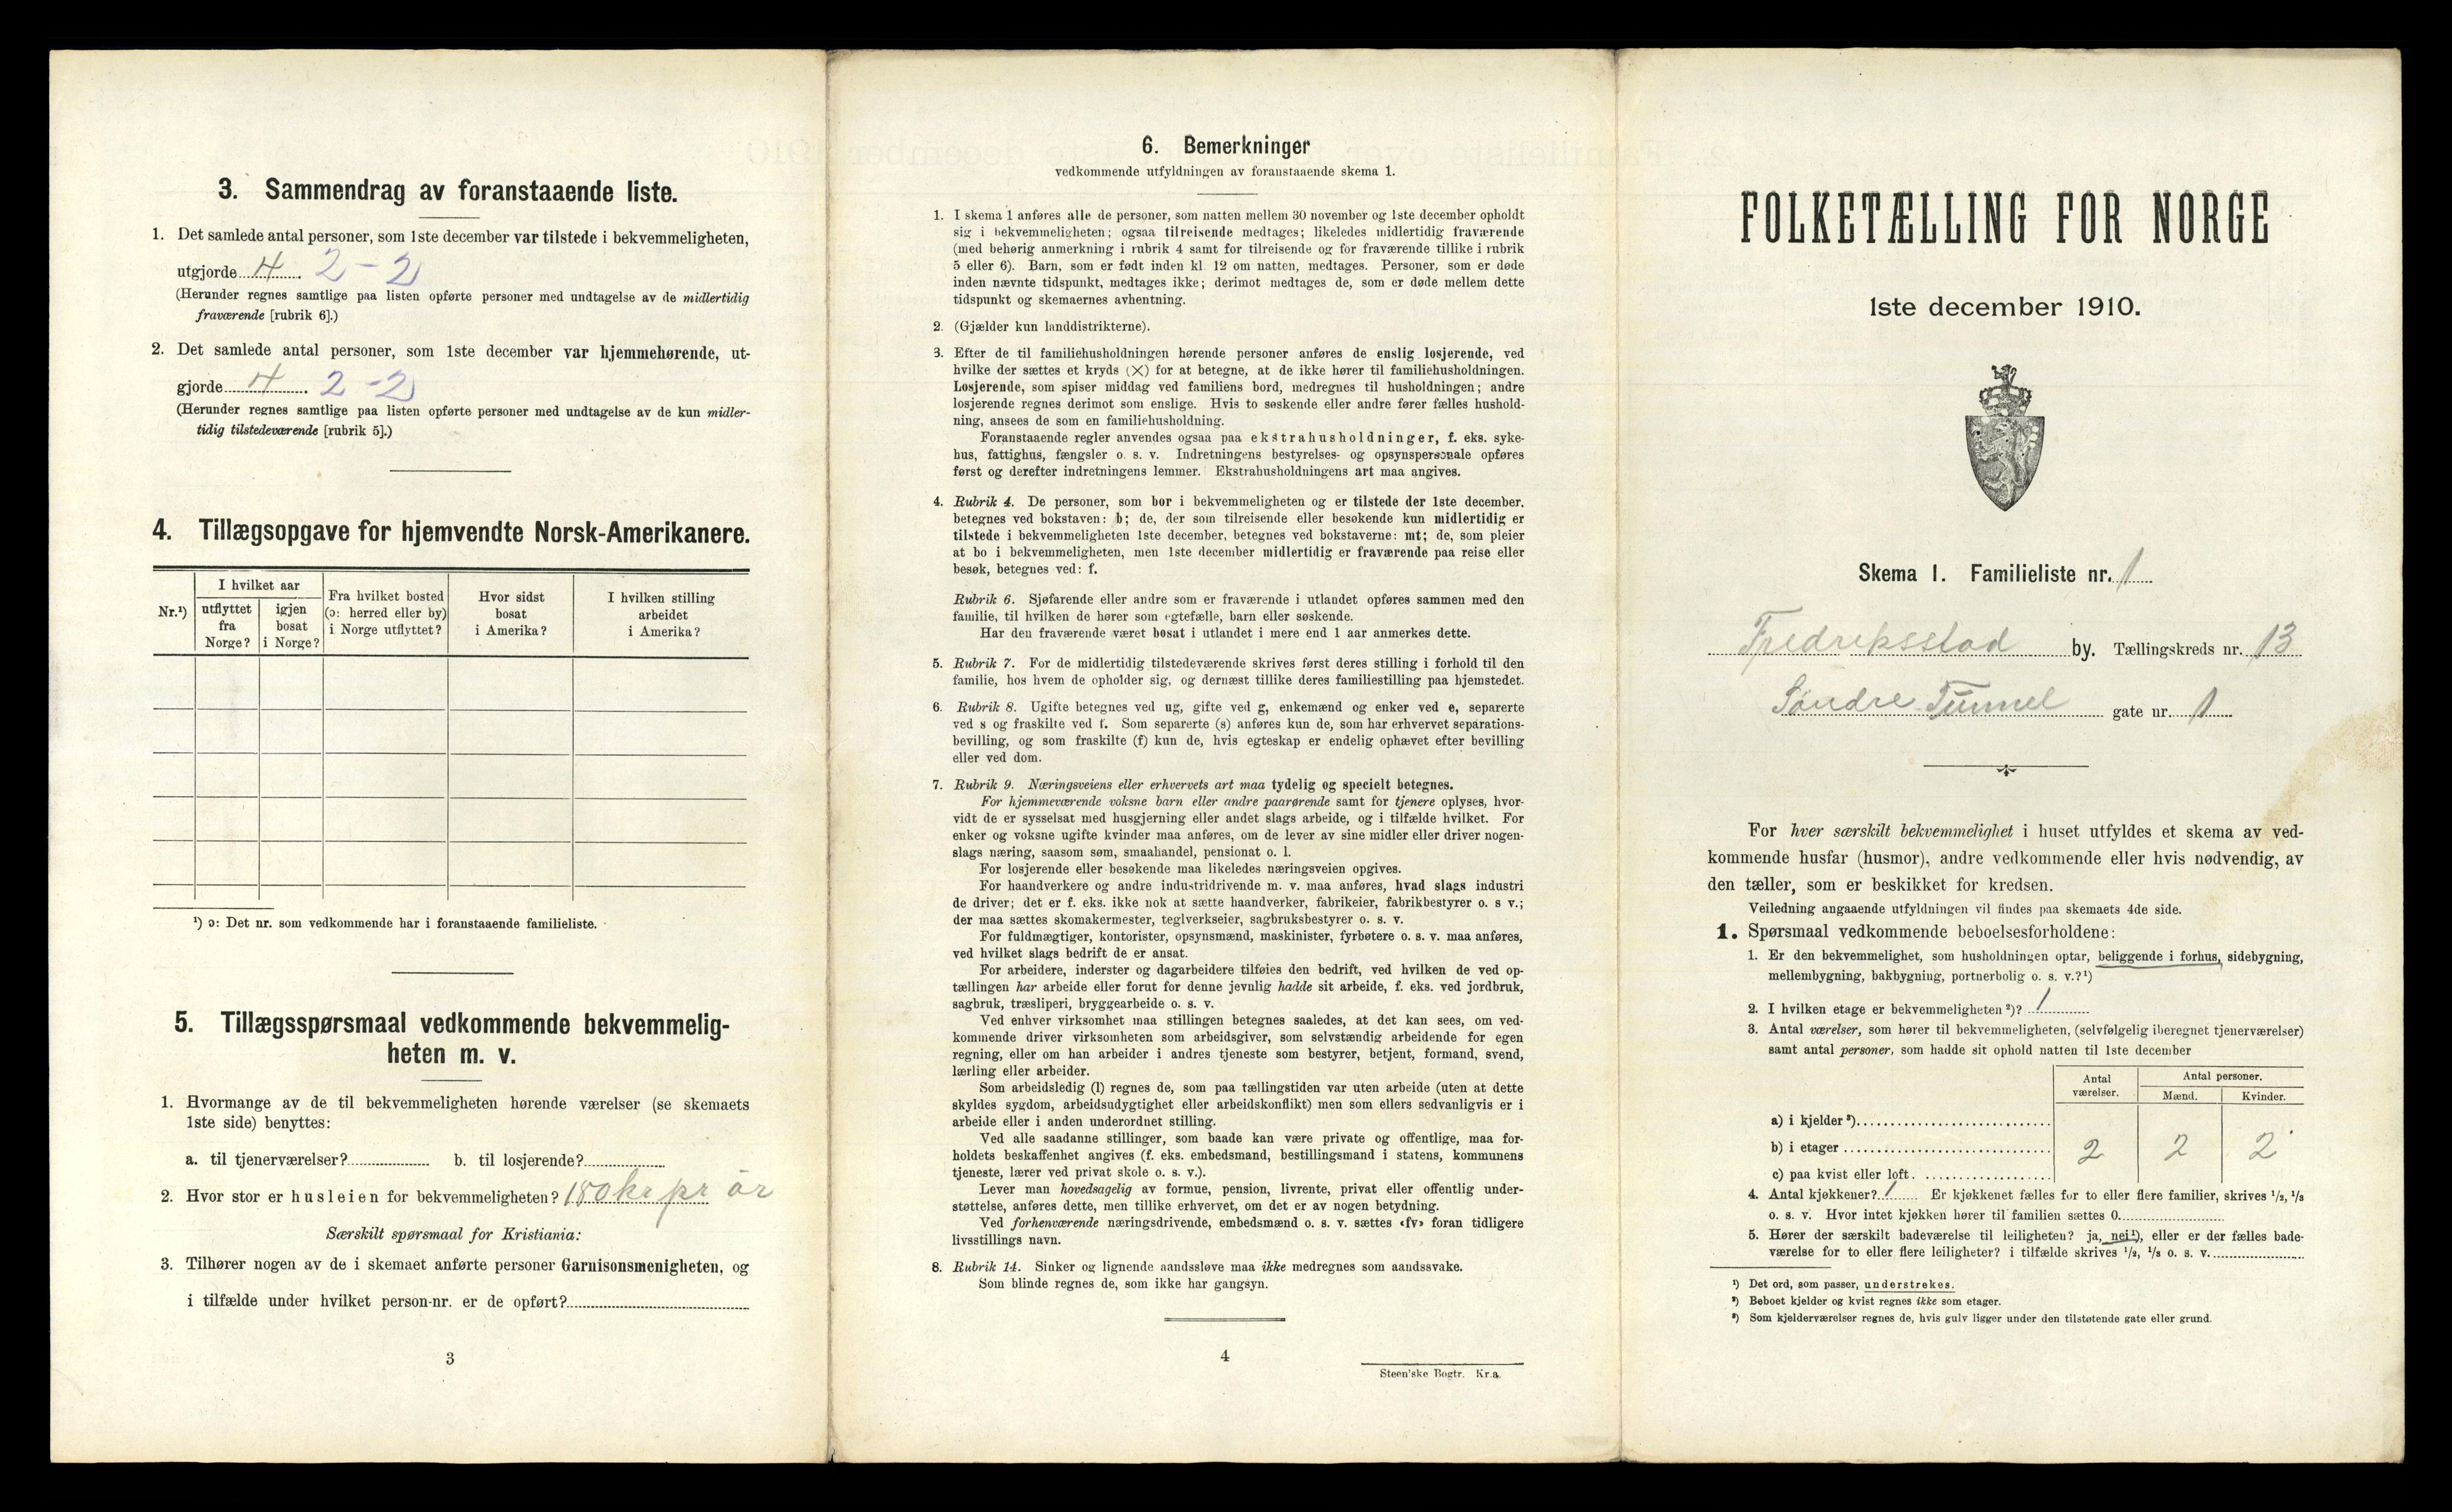 3. Sammendrag av foranstaaende liste.
1. Det samlede antal personer, som 1ste december var tilstede i bekvemmeligheten,
utgjorde 4. 2 - 2
(Herunder regnes samtlige paa listen opførte personer med undtagelse av de midlertidig
fraværende [rubrik 6].)
2. Det samlede antal personer, som 1ste december var hjemmehørende, ut-
gjorde 4. 2 - 2
(Herunder regnes samtlige paa listen opførte personer med undtagelse av de kun midler-
tidig tilstedeværende [rubrik 5].)
4. Tillægsopgave for hjemvendte Norsk-Amerikanere.
Nr.¹)
I hvilket aar
utflyttet
fra
Norge?
igjen
bosat
i Norge?
Fra hvilket bosted
(ɔ: herred eller by)
i Norge utflyttet?
Hvor sidst
bosat
i Amerika?
I hvilken stilling
arbeidet
i Amerika?
¹) ɔ: Det nr. som vedkommende har i foranstaaende familieliste.
5. Tillægsspørsmaal vedkommende bekvemmelig-
heten m. v.
1. Hvormange av de til bekvemmeligheten hørende værelser (se skemaets
1ste side) benyttes:
a. til tjenerværelser? b. til losjerende?
2. Hvor stor er husleien for bekvemmeligheten? 180 kr pr år
Særskilt spørsmaal for Kristiania:
3. Tilhører nogen av de i skemaet anførte personer Garnisonsmenigheten, og
i tilfælde under hvilket person-nr. er de opført?
3
6. Bemerkninger
vedkommende utfyldningen av foranstaaende skema 1.
1. I skema 1 anføres alle de personer, som natten mellem 30 november og 1ste december opholdt
sig i bekvemmeligheten; ogsaa tilreisende medtages; likeledes midlertidig fraværende
(med behørig anmerkning i rubrik 4 samt for tilreisende og for fraværende tillike i rubrik
5 eller 6). Barn, som er født inden kl. 12 om natten, medtages. Personer, som er døde
inden nævnte tidspunkt, medtages ikke; derimot medtages de, som er døde mellem dette
tidspunkt og skemaernes avhentning.
2. (Gjælder kun landdistrikterne).
3. Efter de til familiehusholdningen hørende personer anføres de enslig losjerende, ved
hvilke der sættes et kryds (×) for at betegne, at de ikke hører til familiehusholdningen.
Losjerende, som spiser middag ved familiens bord, medregnes til husholdningen; andre
losjerende regnes derimot som enslige. Hvis to søskende eller andre fører fælles hushold-
ning, ansees de som en familiehusholdning.
Foranstaaende regler anvendes ogsaa paa ekstrahusholdninger, f. eks. syke-
hus, fattighus, fængsler o. s. v. Indretningens bestyrelses- og opsynspersonale opføres
først og derefter indretningens lemmer. Ekstrahusholdningens art maa angives.
4. Rubrik 4. De personer, som bor i bekvemmeligheten og er tilstede der 1ste december,
betegnes ved bokstaven: b; de, der som tilreisende eller besøkende kun midlertidig er
tilstede i bekvemmeligheten 1ste december, betegnes ved bokstaverne: mt; de, som pleier
at bo i bekvemmeligheten, men 1ste december midlertidig er fraværende paa reise eller
besøk, betegnes ved: f.
Rubrik 6. Sjøfarende eller andre som er fraværende i utlandet opføres sammen med den
familie, til hvilken de hører som egtefælle, barn eller søskende.
Har den fraværende været bosat i utlandet i mere end 1 aar anmerkes dette.
5. Rubrik 7. For de midlertidig tilstedeværende skrives først deres stilling i forhold til den
familie, hos hvem de opholder sig, og dernæst tillike deres familiestilling paa hjemstedet.
6. Rubrik 8. Ugifte betegnes ved ug, gifte ved g, enkemænd og enker ved e, separerte
ved s og fraskilte ved f. Som separerte (s) anføres kun de, som har erhvervet separations-
bevilling, og som fraskilte (f) kun de, hvis egteskap er endelig ophævet efter bevilling
eller ved dom.
7. Rubrik 9. Næringsveiens eller erhvervets art maa tydelig og specielt betegnes.
For hjemmeværende voksne barn eller andre paarørende samt for tjenere oplyses, hvor-
vidt de er sysselsat med husgjerning eller andet slags arbeide, og i tilfælde hvilket. For
enker og voksne ugifte kvinder maa anføres, om de lever av sine midler eller driver nogen-
slags næring, saasom søm, smaahandel, pensionat o. l.
For losjerende eller besøkende maa likeledes næringsveien opgives.
For haandverkere og andre industridrivende m. v. maa anføres, hvad slags industri
de driver; det er f. eks. ikke nok at sætte haandverker, fabrikeier, fabrikbestyrer o. s v.;
der maa sættes skomakermester, teglverkseier, sagbruksbestyrer o. s. v.
For fuldmægtiger, kontorister, opsynsmænd, maskinister, fyrbøtere o. s. v. maa anføres,
ved hvilket slags bedrift de er ansat.
For arbeidere, inderster og dagarbeidere tilføies den bedrift, ved hvilken de ved op-
tællingen har arbeide eller forut for denne jevnlig hadde sit arbeide, f. eks. ved jordbruk,
sagbruk, træsliperi, bryggearbeide o. s. v.
Ved enhver virksomhet maa stillingen betegnes saaledes, at det kan sees, om ved-
kommende driver virksomheten som arbeidsgiver, som selvstændig arbeidende for egen
regning, eller om han arbeider i andres tjeneste som bestyrer, betjent, formand, svend,
lærling eller arbeider.
Som arbeidsledig (l) regnes de, som paa tællingstiden var uten arbeide (uten at dette
skyldes sygdom, arbeidsudygtighet eller arbeidskonflikt) men som ellers sedvanligvis er i
arbeide eller i anden underordnet stilling.
Ved alle saadanne stillinger, som baade kan være private og offentlige, maa for-
holdets beskaffenhet angives (f. eks. embedsmand, bestillingsmand i statens, kommunens
tjeneste, lærer ved privat skole o. s. v.).
Lever man hovedsagelig av formue, pension, livrente, privat eller offentlig under-
støttelse, anføres dette, men tillike erhvervet, om det er av nogen betydning.
Ved forhenværende næringsdrivende, embedsmænd o. s. v. sættes «fv» foran tidligere
livsstillings navn.
8. Rubrik 14. Sinker og lignende aandssløve maa ikke medregnes som aandssvake.
Som blinde regnes de, som ikke har gangsyn.
4
Steen'ske Bogtr. Kr.a.
FOLKETÆLLING FOR NORGE
1ste december 1910.
Skema I. Familieliste nr. 1
Fredriksstad by. Tællingskreds nr. 13
Søndre Tunnel gate nr. 1
For hver særskilt bekvemmelighet i huset utfyldes et skema av ved-
kommende husfar (husmor), andre vedkommende eller hvis nødvendig, av
den tæller, som er beskikket for kredsen.
Veiledning angaaende utfyldningen vil findes paa skemaets 4de side.
1. Spørsmaal vedkommende beboelsesforholdene:
1. Er den bekvemmelighet, som husholdningen optar, beliggende i forhus, sidebygning,
mellembygning, bakbygning, portnerbolig o. s. v.?¹)
2. I hvilken etage er bekvemmeligheten²)? 1
3. Antal værelser, som hører til bekvemmeligheten, (selvfølgelig iberegnet tjenerværelser)
samt antal personer, som hadde sit ophold natten til 1ste december
Antal
værelser.
Antal personer.
Mænd. Kvinder.
a) i kjelder³)
b) i etager 2 2 2
c) paa kvist eller loft
4. Antal kjøkkener? 1 Er kjøkkenet fælles for to eller flere familier, skrives 1/2, 1/3
o. s. v. Hvor intet kjøkken hører til familien sættes 0.
5. Hører der særskilt badeværelse til leiligheten? ja, nei¹), eller er der fælles bade-
værelse for to eller flere leiligheter? i tilfælde skrives 1/2, 1/3 o. s. v.
¹) Det ord, som passer, understrekes.
²) Beboet kjelder og kvist regnes ikke som etager.
³) Som kjelderværelser regnes de, hvis gulv ligger under den tilstøtende gate eller grund.